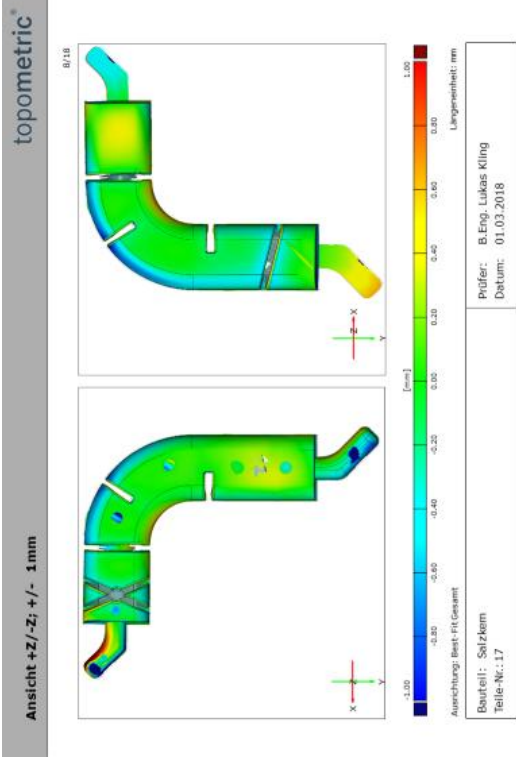 Ansicht +Z/-Z; +/- 1mm
topometric®
8/18
X
Z
Y
X
Z
Y
[mm]
-1.00
-0.80
-0.60
-0.40
-0.20
0.00
0.20
0.40
0.60
0.80
1.00
Ausrichtung: Best-Fit Gesamt
Längeneinheit: mm
Bauteil: Salzkern
Teile-Nr.: 17
Prüfer: B.Eng. Lukas Kling
Datum: 01.03.2018